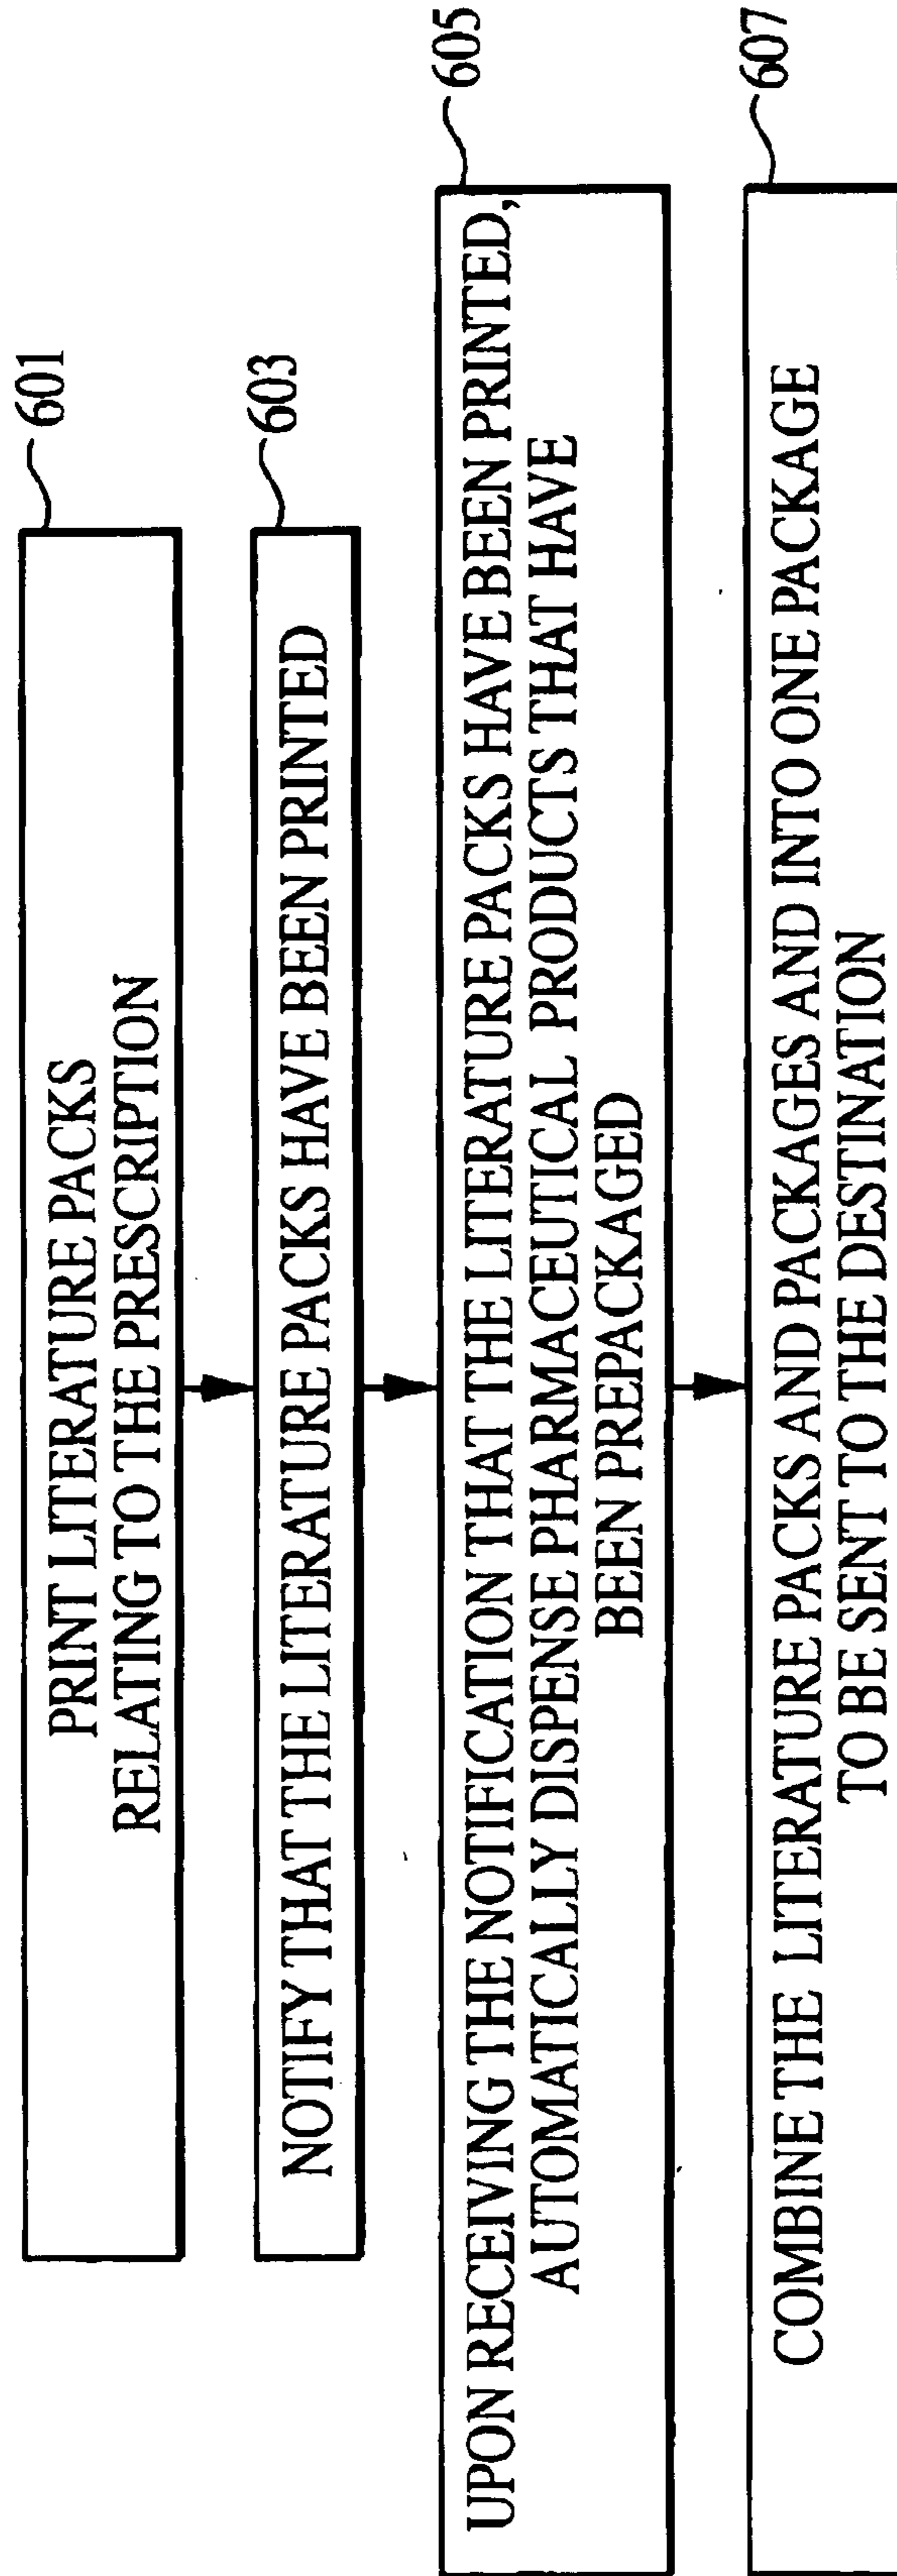 601
PRINT LITERATURE PACKS
RELATING TO THE PRESCRIPTION
603
NOTIFY THAT THE LITERATURE PACKS HAVE BEEN PRINTED
605
UPON RECEIVING THE NOTIFICATION THAT THE LITERATURE PACKS HAVE BEEN PRINTED,
AUTOMATICALLY DISPENSE PHARMACEUTICAL PRODUCTS THAT HAVE
BEEN PREPACKAGED
607
COMBINE THE LITERATURE PACKS AND PACKAGES AND INTO ONE PACKAGE
TO BE SENT TO THE DESTINATION